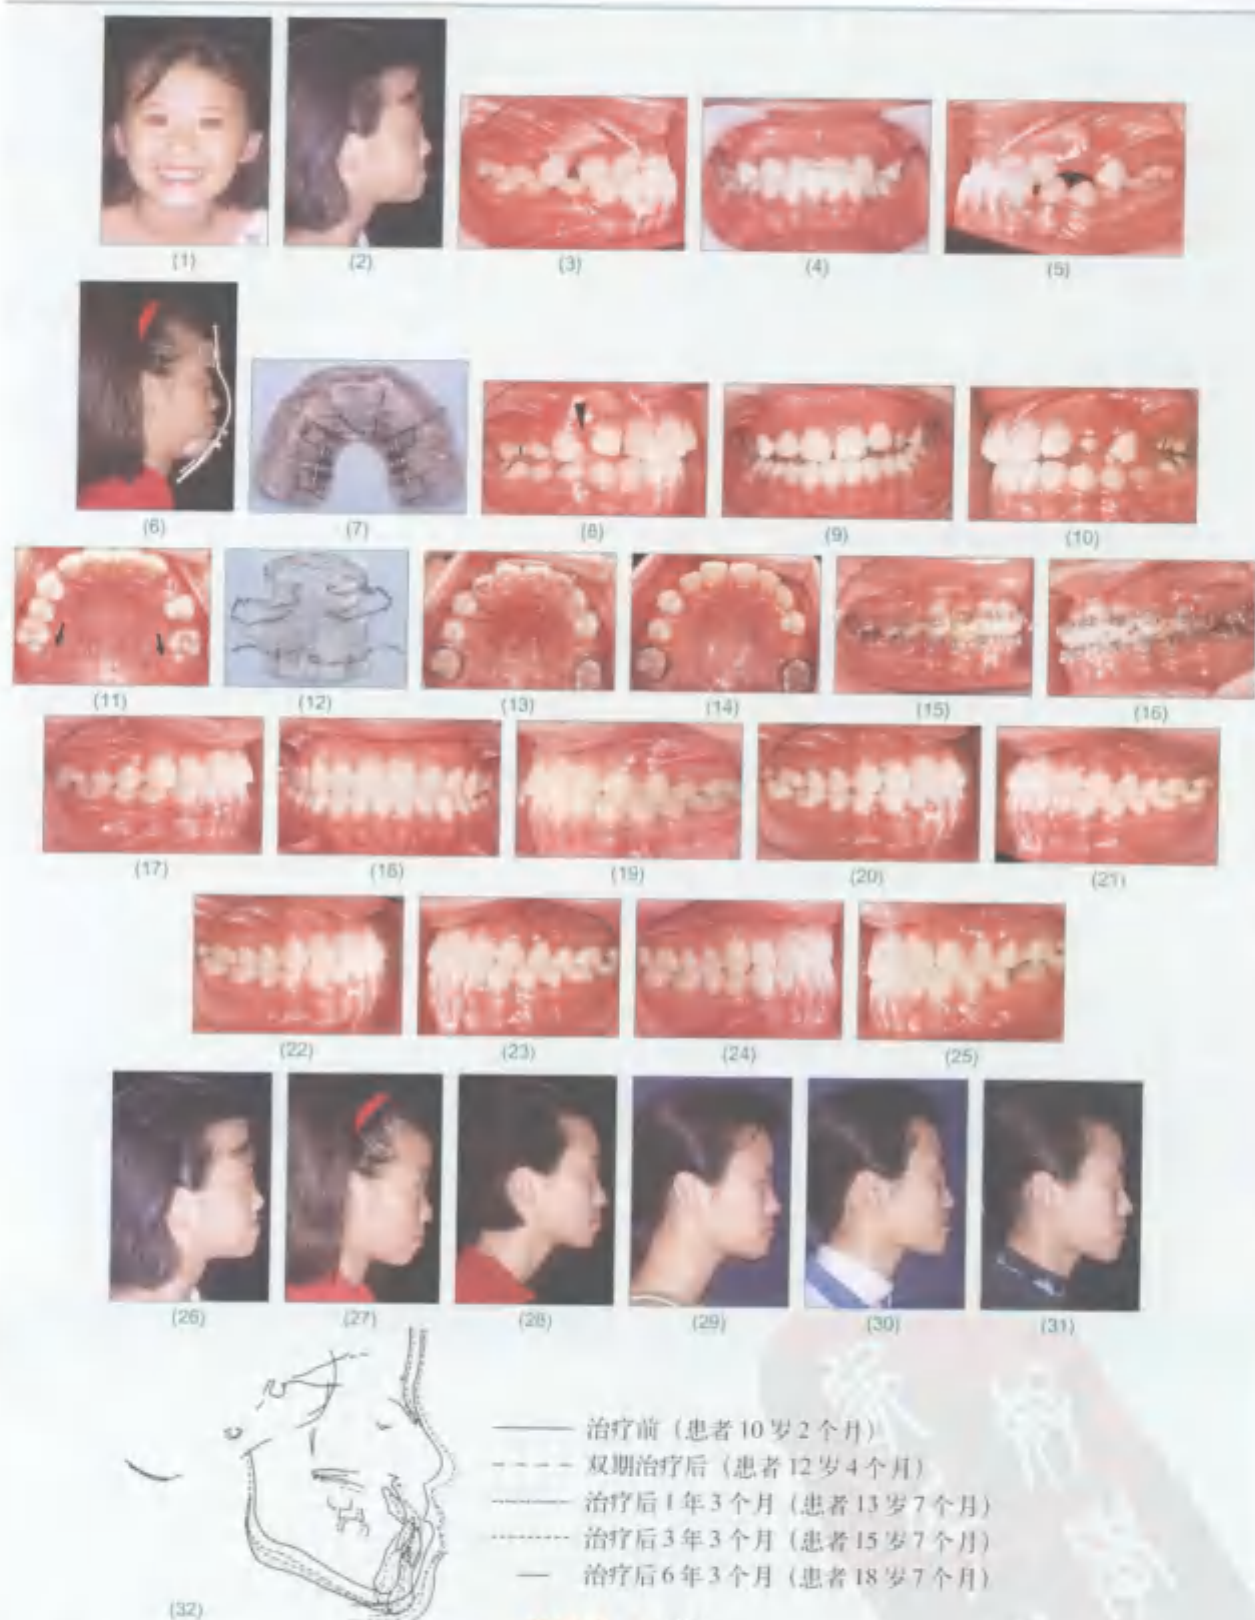 (1) (2) (3) (4) (5)
(6) (7) (8) (9) (10)
(11) (12) (13) (14) (15) (16)
(17) (18) (19) (20) (21)
(22) (23) (24) (25)
(26) (27) (28) (29) (30) (31)
治疗前（患者10岁2个月）
双期治疗后（患者12岁4个月）
治疗后1年3个月（患者13岁7个月）
治疗后3年3个月（患者15岁7个月）
治疗后6年3个月（患者18岁7个月）
(32)